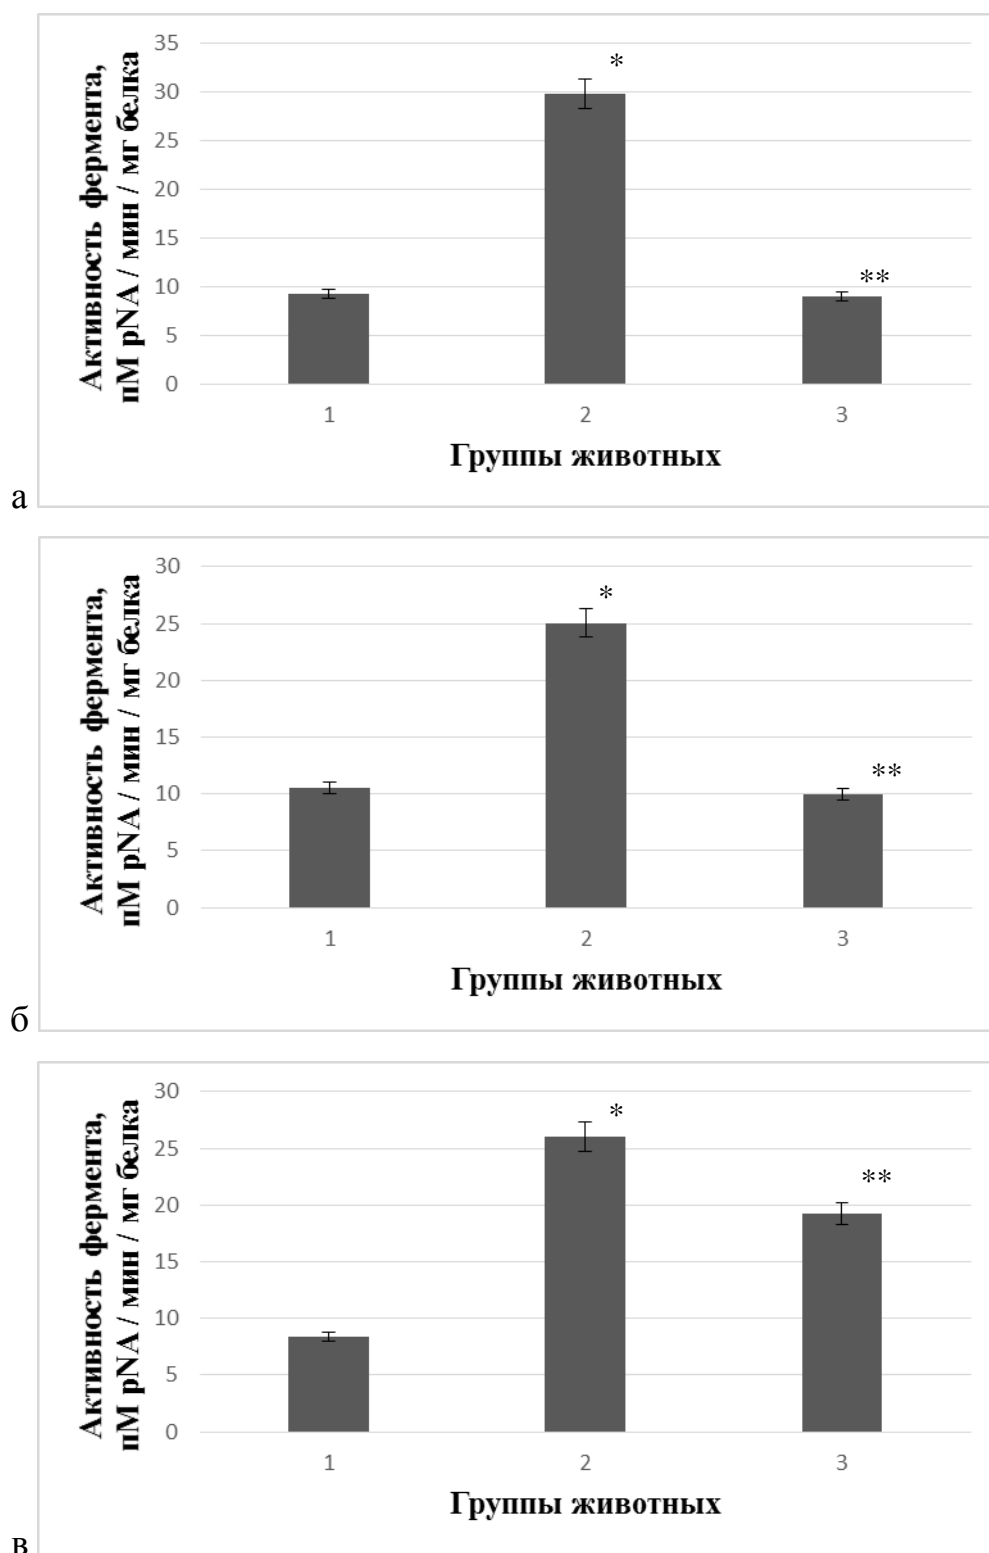 35
30
25
20
15
10
5
0
Активность фермента,
пМ pNA / мин / мг белка
*
**
1 2 3
Группы животных
а
30
25
20
15
10
5
0
Активность фермента,
пМ pNA / мин / мг белка
*
**
1 2 3
Группы животных
б
30
25
20
15
10
5
0
Активность фермента,
пМ pNA / мин / мг белка
*
**
1 2 3
Группы животных
в